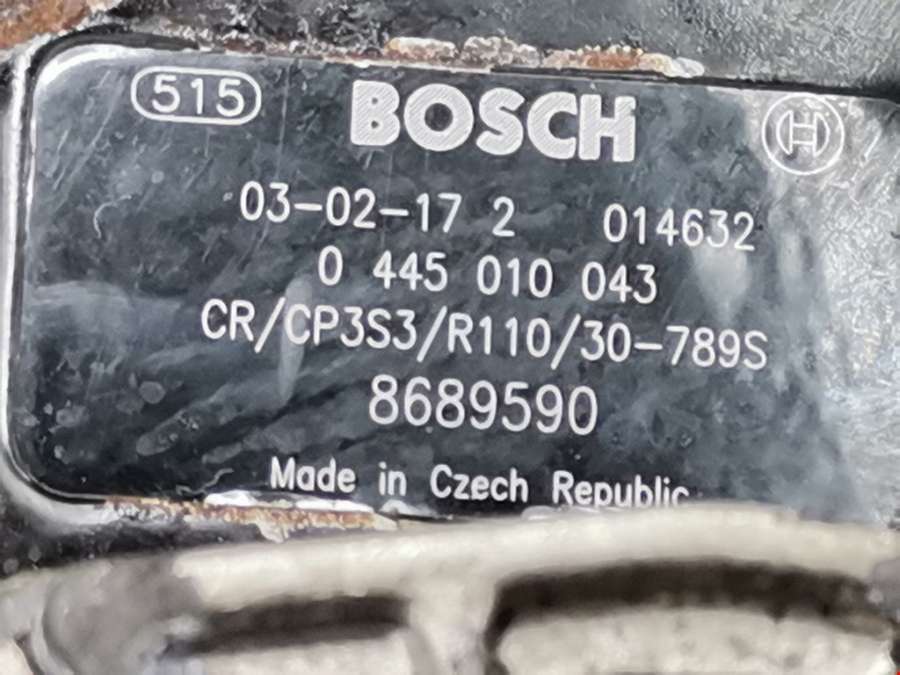 515 BOSCH
03-02-17 2 014632
0 445 010 043
CR/CP3S3/R110/30-789S
8689590
Made in Czech Republic